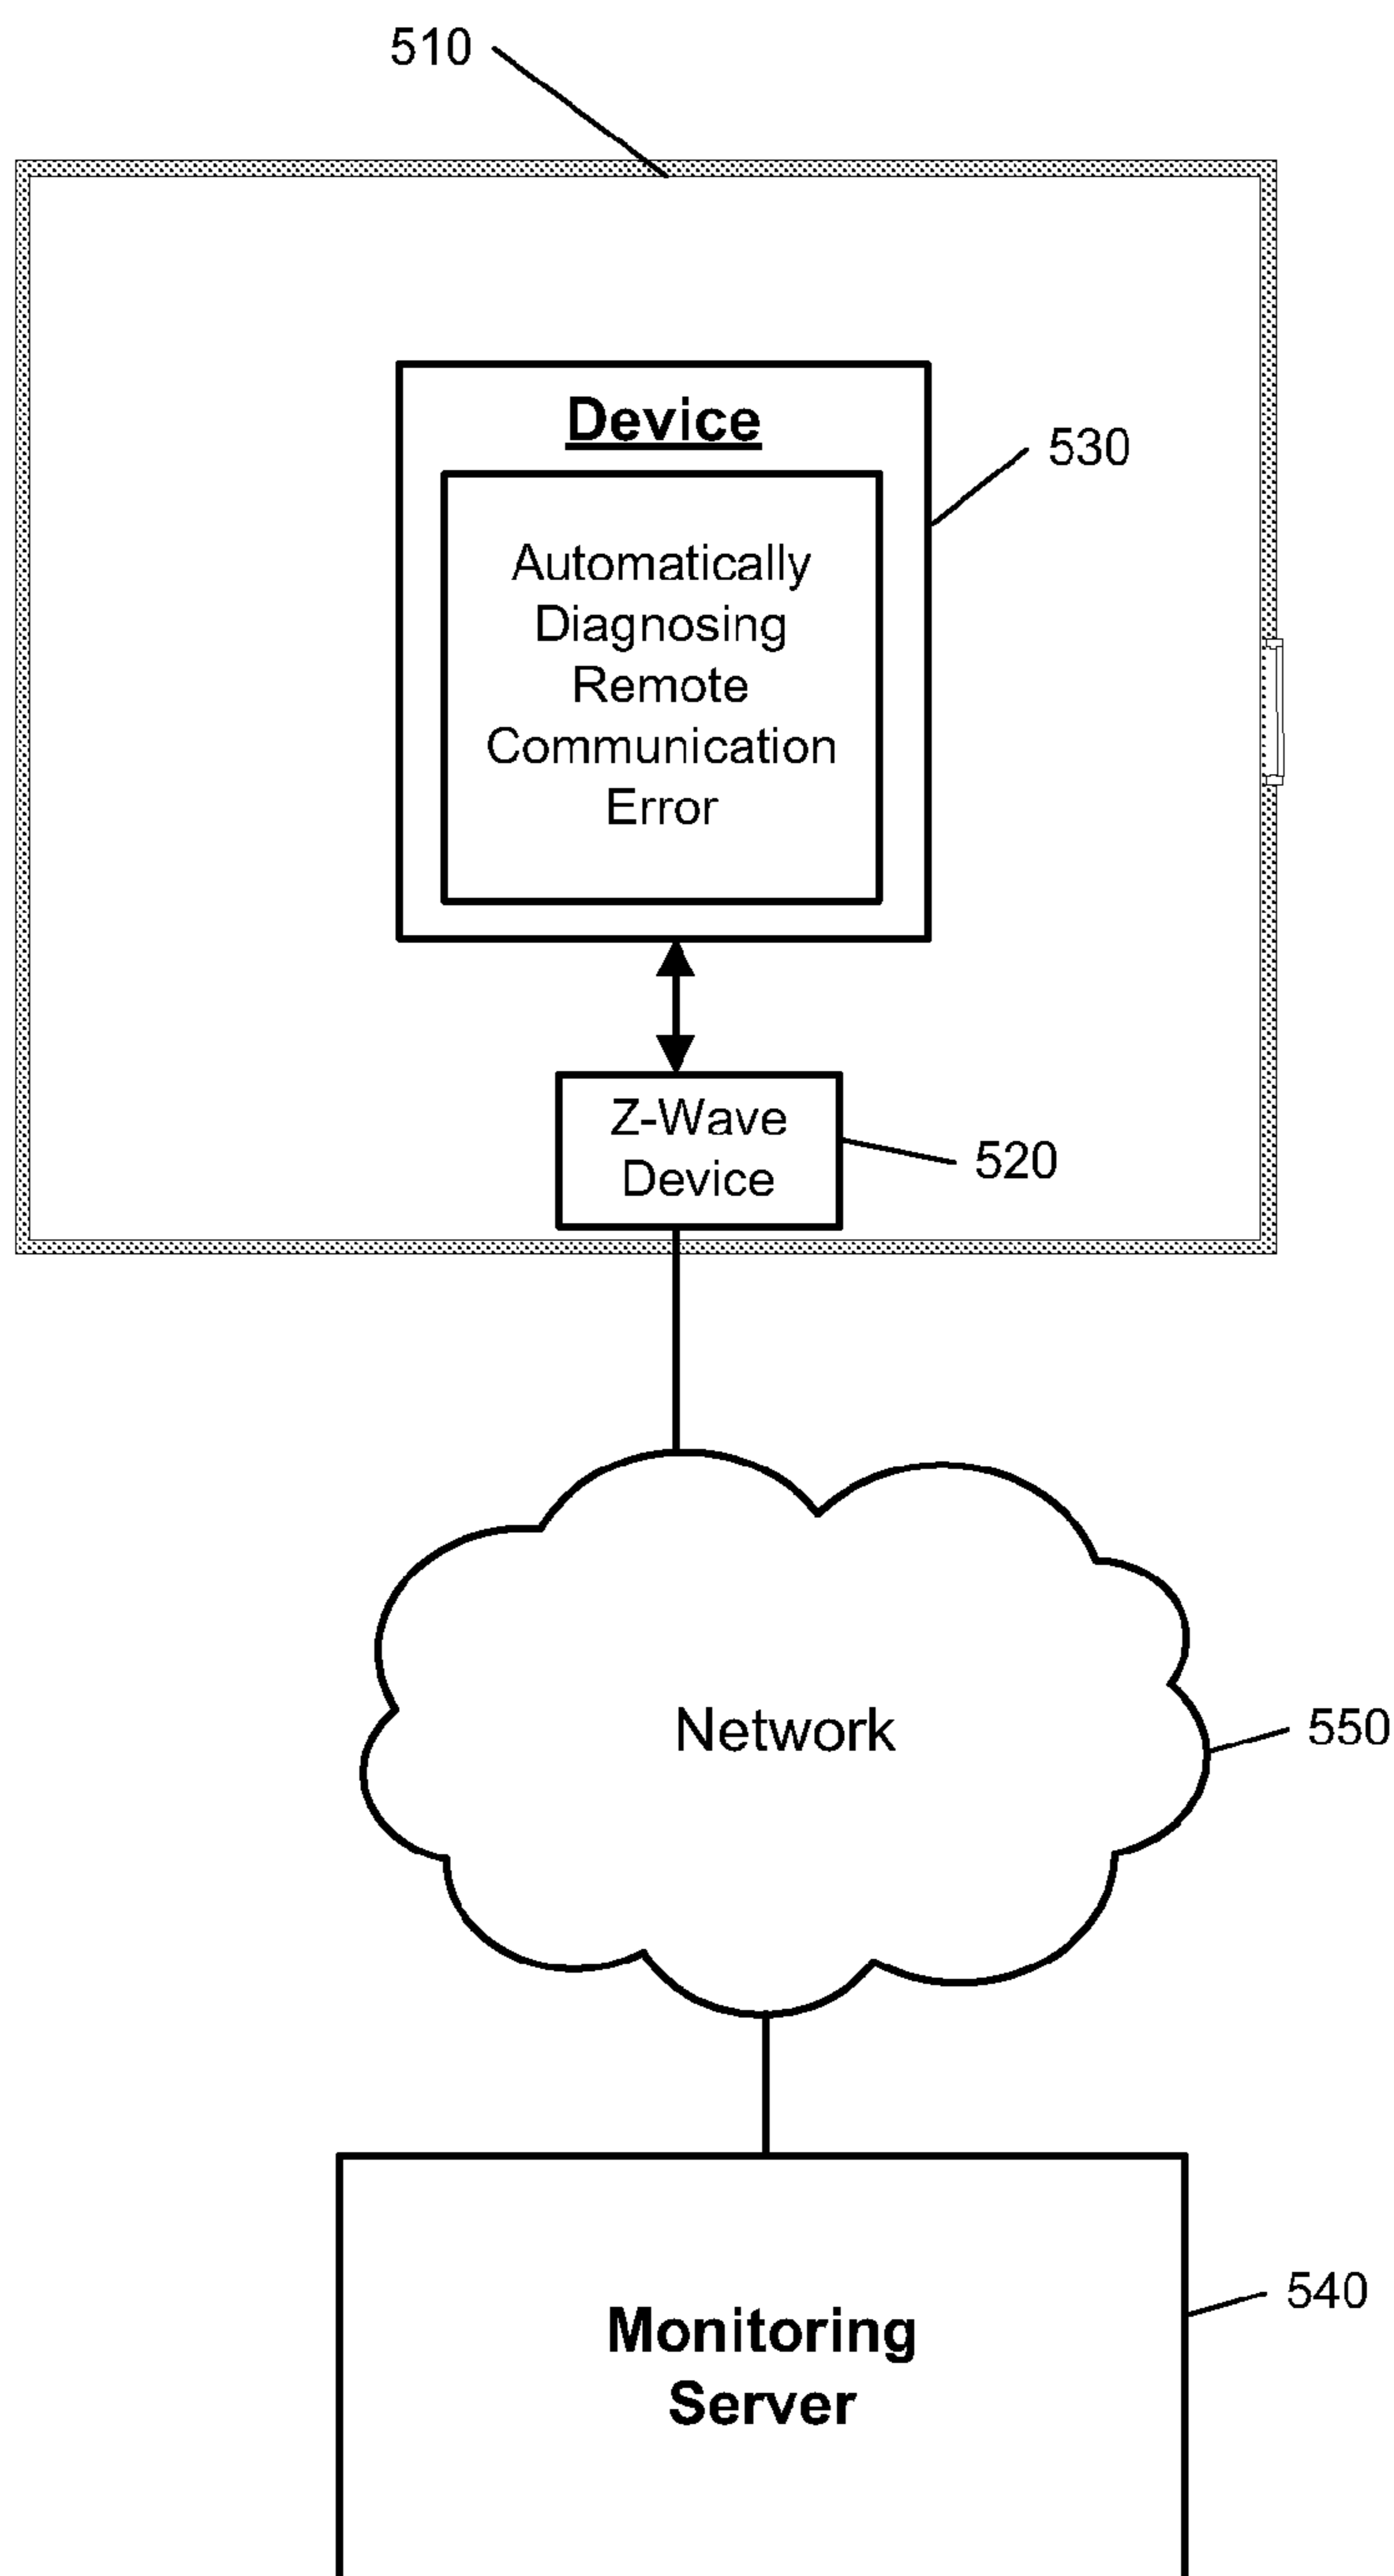 510
Device
530
Automatically
Diagnosing
Remote
Communication
Error
Z-Wave
Device
520
Network
550
540
Monitoring
Server